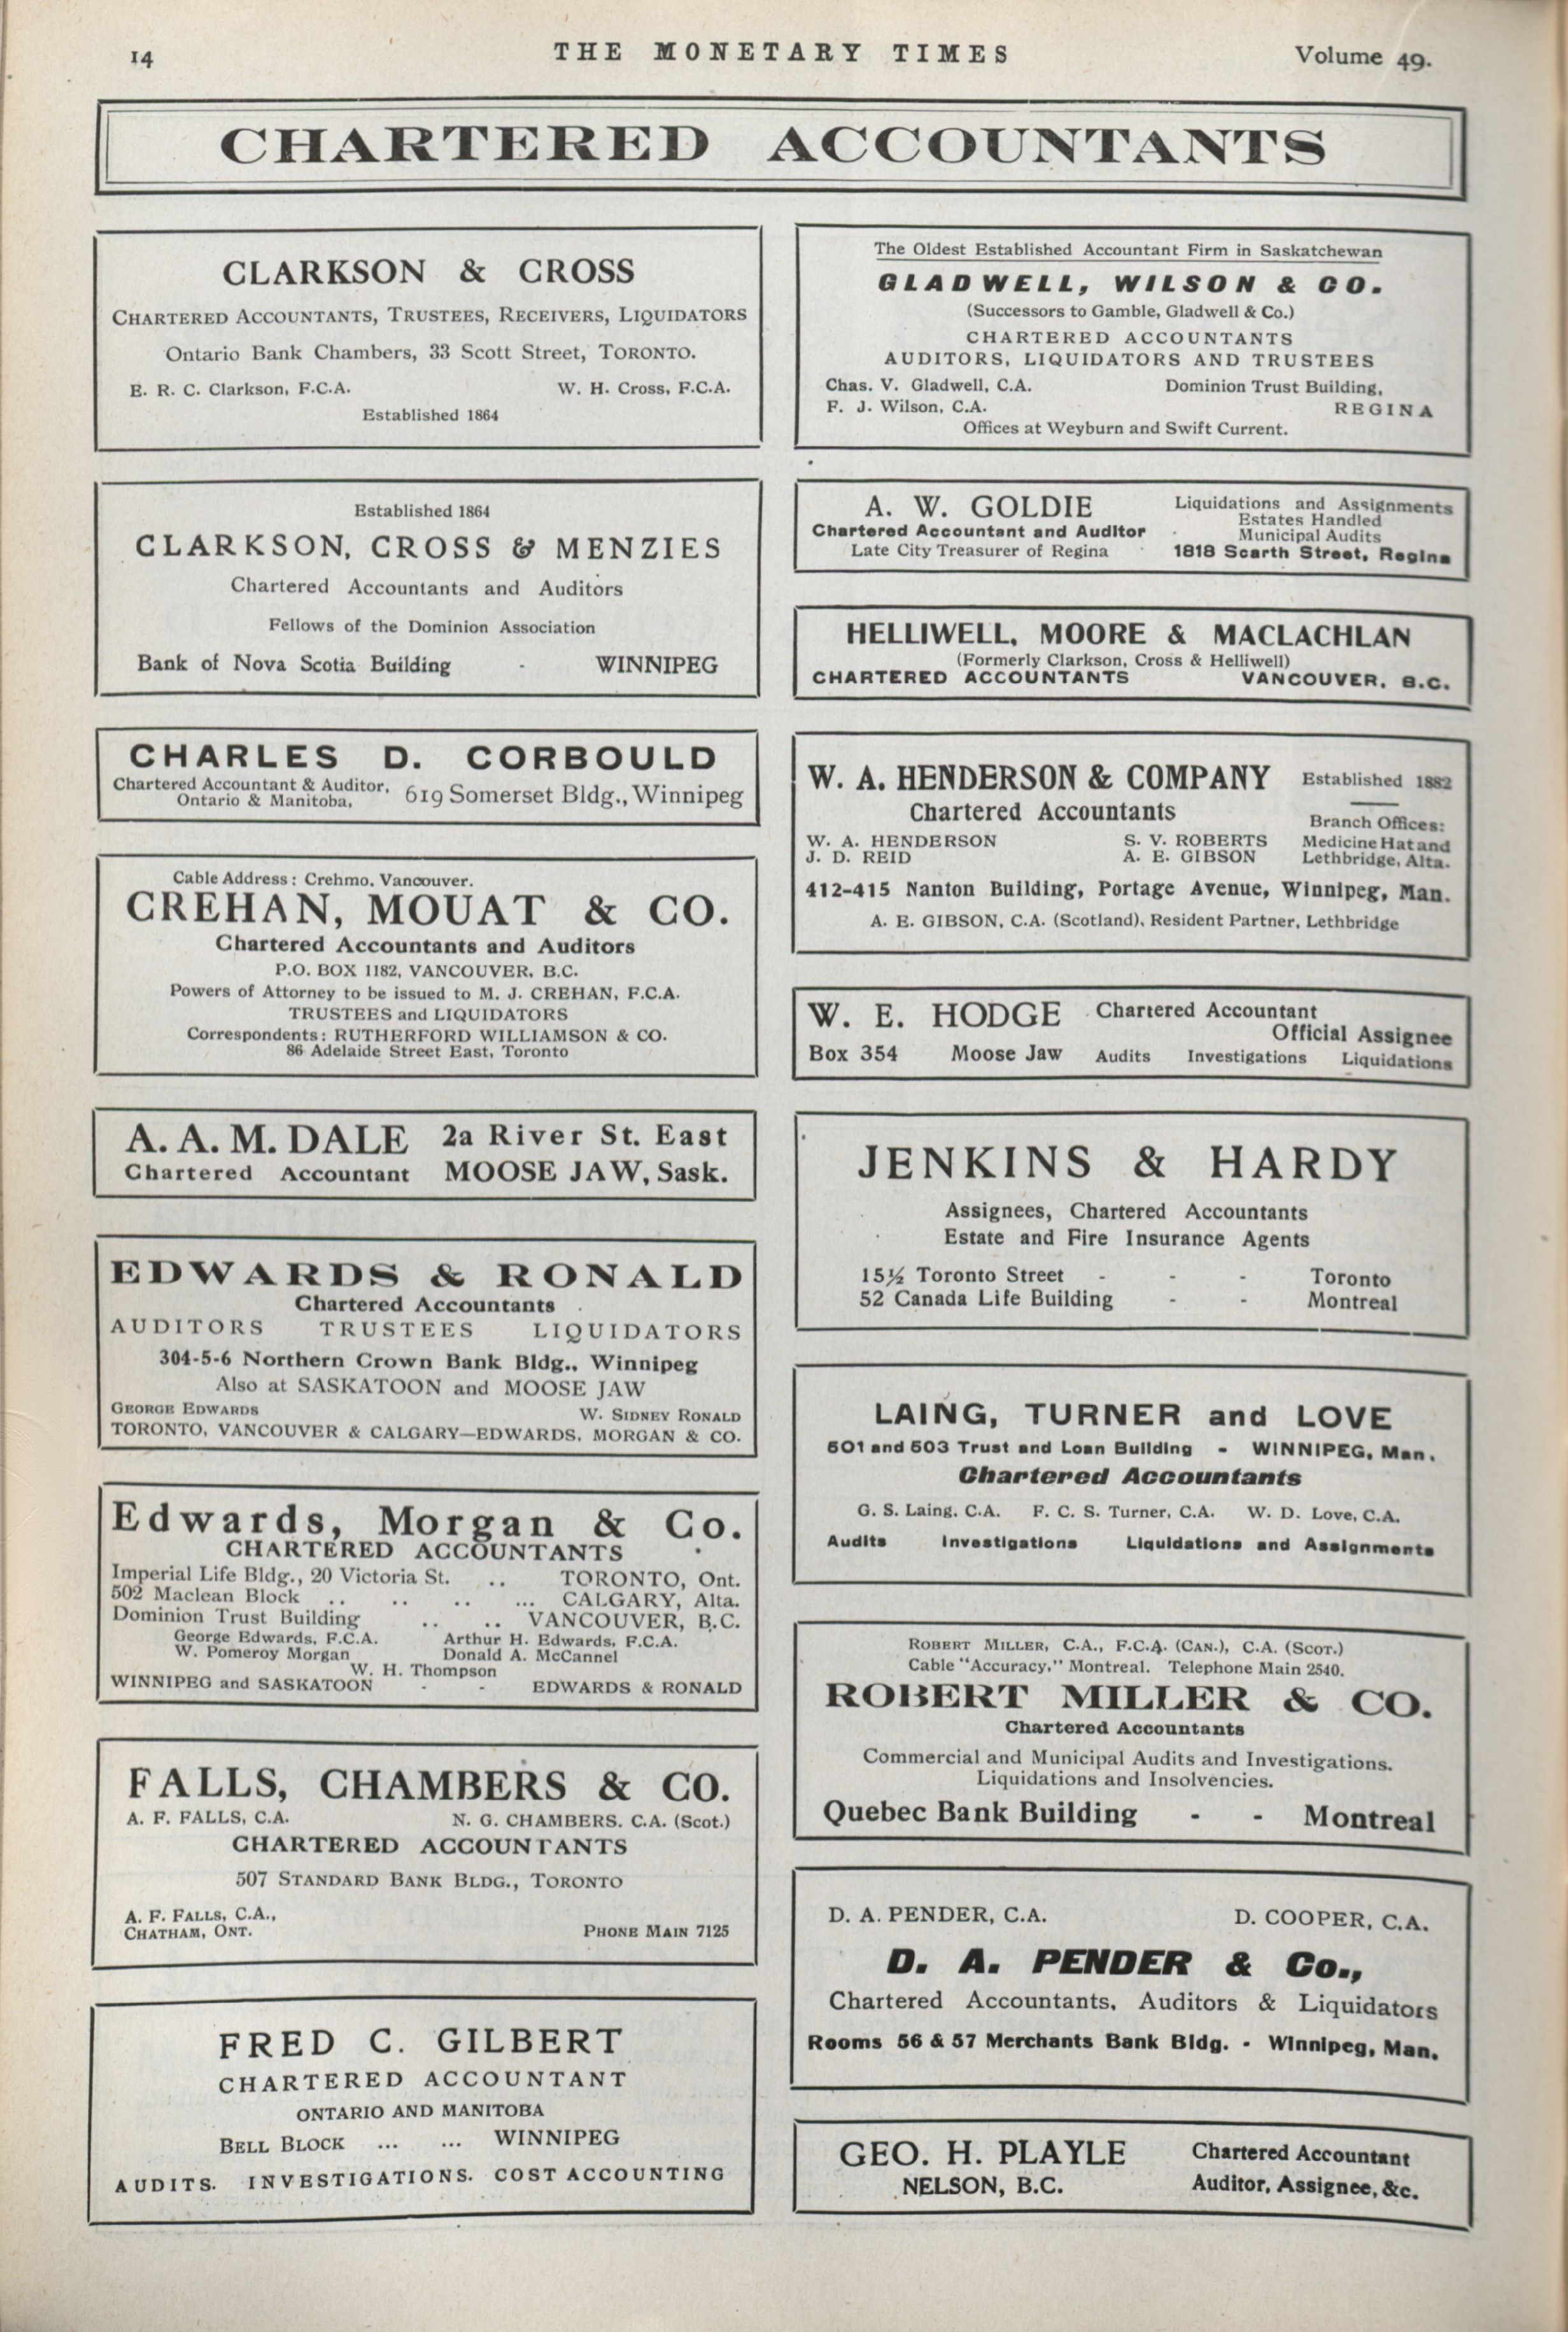 14
THE MONETARY TIMES
Volume 49.
CHARTERED ACCOUNTANTS
CLARKSON & CROSS
CHARTERED ACCOUNTANTS, TRUSTEES, RECEIVERS, LIQUIDATORS
Ontario Bank Chambers, 33 Scott Street, TORONTO.
E. R. C. Clarkson, F.C.A. W. H. Cross, F.C.A.
Established 1864
Established 1864
CLARKSON, CROSS & MENZIES
Chartered Accountants and Auditors
Fellows of the Dominion Association
Bank of Nova Scotia Building - WINNIPEG
CHARLES D. CORBOULD
Chartered Accountant & Auditor,
Ontario & Manitoba,
619 Somerset Bldg., Winnipeg
Cable Address: Crehmo. Vancouver.
CREHAN, MOUAT & CO.
Chartered Accountants and Auditors
P.O. BOX 1182, VANCOUVER. B.C.
Powers of Attorney to be issued to M. J. CREHAN, F.C.A.
TRUSTEES and LIQUIDATORS
Correspondents: RUTHERFORD WILLIAMSON & CO.
86 Adelaide Street East, Toronto
A. A. M. DALE 2a River St. East
Chartered Accountant MOOSE JAW, Sask.
EDWARDS & RONALD
Chartered Accountants
AUDITORS TRUSTEES LIQUIDATORS
304-5-6 Northern Crown Bank Bldg., Winnipeg
Also at SASKATOON and MOOSE JAW
GEORGE EDWARDS W. SIDNEY RONALD
TORONTO, VANCOUVER & CALGARY—EDWARDS, MORGAN & CO.
Edwards, Morgan & Co.
CHARTERED ACCOUNTANTS
Imperial Life Bldg., 20 Victoria St. .. TORONTO, Ont.
502 Maclean Block .. .. .. ... CALGARY, Alta.
Dominion Trust Building .. .. VANCOUVER, B.C.
George Edwards, F.C.A. Arthur H. Edwards, F.C.A.
W. Pomeroy Morgan Donald A. McCannel
W. H. Thompson
WINNIPEG and SASKATOON - - EDWARDS & RONALD
FALLS, CHAMBERS & CO.
A. F. FALLS, C.A. N. G. CHAMBERS. C.A. (Scot.)
CHARTERED ACCOUNTANTS
507 STANDARD BANK BLDG., TORONTO
A. F. FALLS, C.A.,
CHATHAM, ONT. PHONE MAIN 7125
FRED C. GILBERT
CHARTERED ACCOUNTANT
ONTARIO AND MANITOBA
BELL BLOCK ... ... WINNIPEG
AUDITS. INVESTIGATIONS. COST ACCOUNTING
The Oldest Established Accountant Firm in Saskatchewan
GLADWELL, WILSON & CO.
(Successors to Gamble, Gladwell & Co.)
CHARTERED ACCOUNTANTS
AUDITORS, LIQUIDATORS AND TRUSTEES
Chas. V. Gladwell, C.A. Dominion Trust Building,
F. J. Wilson, C.A. REGINA
Offices at Weyburn and Swift Current.
A. W. GOLDIE
Chartered Accountant and Auditor
Late City Treasurer of Regina
Liquidations and Assignments
Estates Handled
Municipal Audits
1818 Scarth Street, Regina
HELLIWELL, MOORE & MACLACHLAN
(Formerly Clarkson, Cross & Helliwell)
CHARTERED ACCOUNTANTS VANCOUVER, B.C.
W. A. HENDERSON & COMPANY Established 1882
Chartered Accountants
Branch Offices:
W. A. HENDERSON S. V. ROBERTS Medicine Hat and
J. D. REID A. E. GIBSON Lethbridge, Alta.
412-415 Nanton Building, Portage Avenue, Winnipeg, Man.
A. E. GIBSON, C.A. (Scotland), Resident Partner, Lethbridge
W. E. HODGE Chartered Accountant
Official Assignee
Box 354 Moose Jaw Audits Investigations Liquidations
JENKINS & HARDY
Assignees, Chartered Accountants
Estate and Fire Insurance Agents
15½ Toronto Street - - - Toronto
52 Canada Life Building - - Montreal
LAING, TURNER and LOVE
501 and 503 Trust and Loan Building - WINNIPEG, Man.
Chartered Accountants
G. S. Laing, C.A. F. C. S. Turner, C.A. W. D. Love, C.A.
Audits Investigations Liquidations and Assignments
ROBERT MILLER, C.A., F.C.A. (CAN.), C.A. (SCOT.)
Cable "Accuracy," Montreal. Telephone Main 2540.
ROBERT MILLER & CO.
Chartered Accountants
Commercial and Municipal Audits and Investigations.
Liquidations and Insolvencies.
Quebec Bank Building - - Montreal
D. A. PENDER, C.A. D. COOPER, C.A.
D. A. PENDER & Co.,
Chartered Accountants, Auditors & Liquidators
Rooms 56 & 57 Merchants Bank Bldg. - Winnipeg, Man.
GEO. H. PLAYLE Chartered Accountant
NELSON, B.C. Auditor, Assignee, &c.